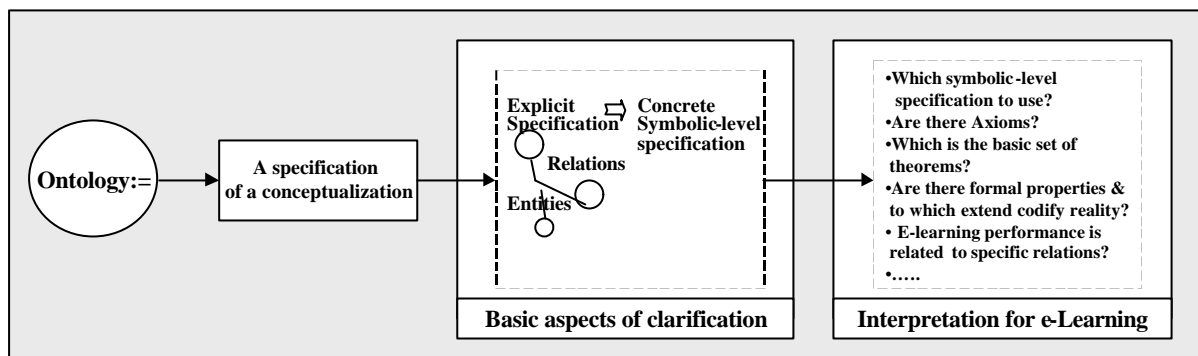 Ontology:=
A specification
of a conceptualization
Explicit
Specification
Concrete
Symbolic-level
specification
Relations
Entities
Basic aspects of clarification
•Which symbolic-level
specification to use?
•Are there Axioms?
•Which is the basic set of
theorems?
•Are there formal properties &
to which extend codify reality?
• E-learning performance is
related to specific relations?
•.....
Interpretation for e-Learning